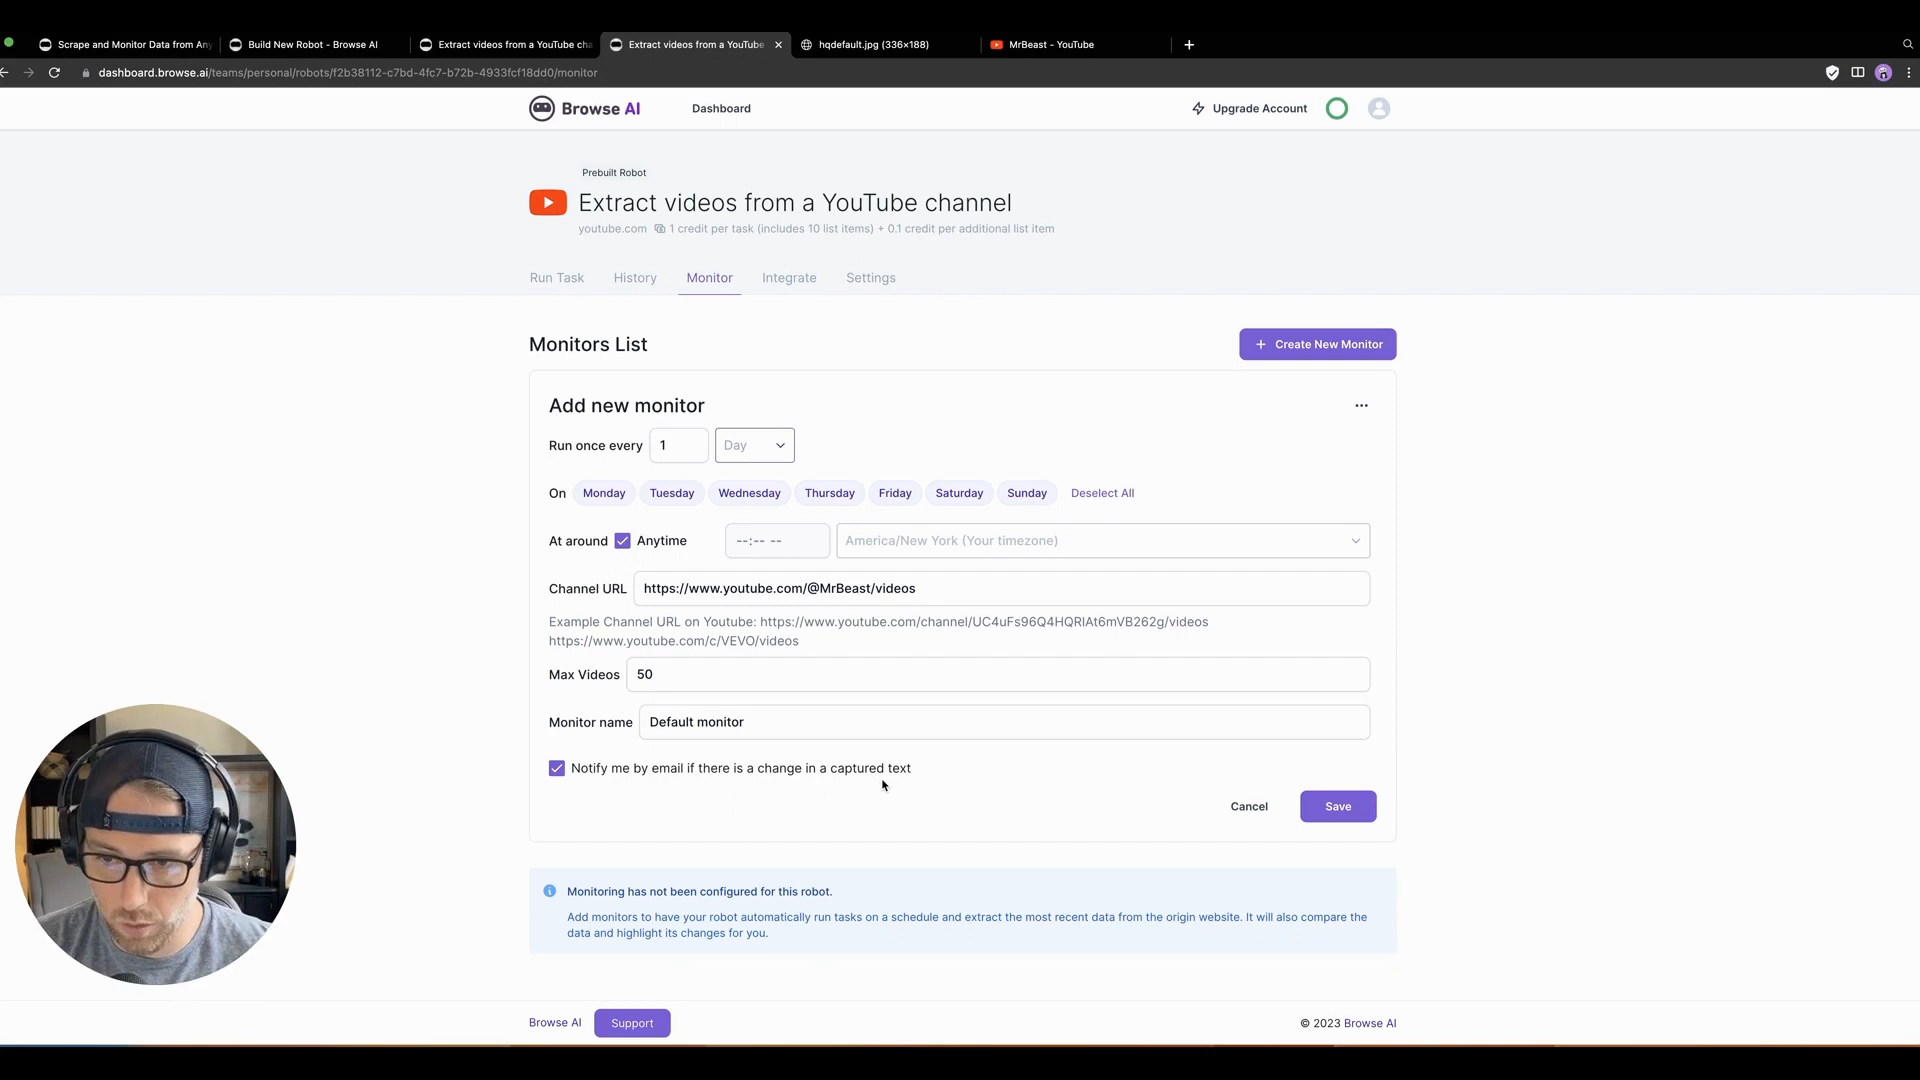 Scrape and Monitor Data from Any
Build New Robot - Browse AI
Extract videos from a YouTube cha
Extract videos from a YouTube
hqdefault.jpg (336×188)
MrBeast - YouTube
dashboard.browse.ai/teams/personal/robots/f2b38112-c7bd-4fc7-b72b-4933fcf18dd0/monitor
Browse AI
Dashboard
Upgrade Account
Prebuilt Robot
Extract videos from a YouTube channel
youtube.com 1 credit per task (includes 10 list items) + 0.1 credit per additional list item
Run Task History Monitor Integrate Settings
Monitors List
+ Create New Monitor
Add new monitor
Run once every 1 Day
On Monday Tuesday Wednesday Thursday Friday Saturday Sunday Deselect All
At around Anytime --:-- -- America/New York (Your timezone)
Channel URL https://www.youtube.com/@MrBeast/videos
Example Channel URL on Youtube: https://www.youtube.com/channel/UC4uFs96Q4HQRIAt6mVB262g/videos
https://www.youtube.com/c/VEVO/videos
Max Videos 50
Monitor name Default monitor
Notify me by email if there is a change in a captured text
Cancel Save
Monitoring has not been configured for this robot.
Add monitors to have your robot automatically run tasks on a schedule and extract the most recent data from the origin website. It will also compare the
data and highlight its changes for you.
Browse AI Support © 2023 Browse AI